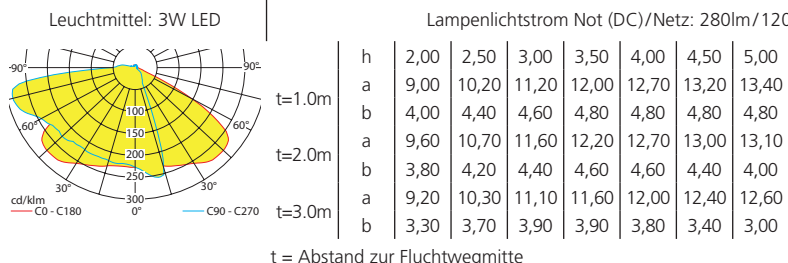 Leuchtmittel: 3W LED
Lampenlichtstrom Not (DC)/Netz: 280lm/120
-90° 90°
60° 60°
30° 30°
0°
100
150
200
250
300
cd/klm
C0 - C180
C90 - C270
h 2,00 2,50 3,00 3,50 4,00 4,50 5,00
t=1.0m
a 9,00 10,20 11,20 12,00 12,70 13,20 13,40
b 4,00 4,40 4,60 4,80 4,80 4,80 4,80
t=2.0m
a 9,60 10,70 11,60 12,20 12,70 13,00 13,10
b 3,80 4,20 4,40 4,60 4,60 4,40 4,00
t=3.0m
a 9,20 10,30 11,10 11,60 12,00 12,40 12,60
b 3,30 3,70 3,90 3,90 3,80 3,40 3,00
t = Abstand zur Fluchtwegmitte